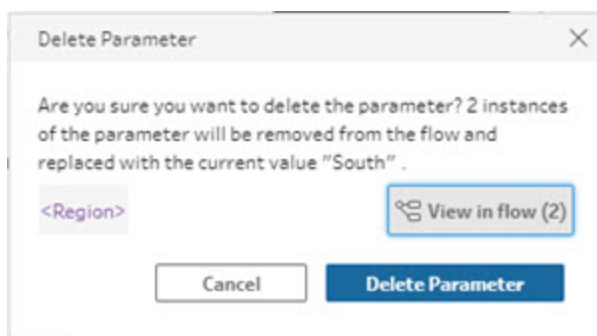 Delete Parameter
Are you sure you want to delete the parameter? 2 instances
of the parameter will be removed from the flow and
replaced with the current value "South" .
<Region>
View in flow (2)
Cancel
Delete Parameter